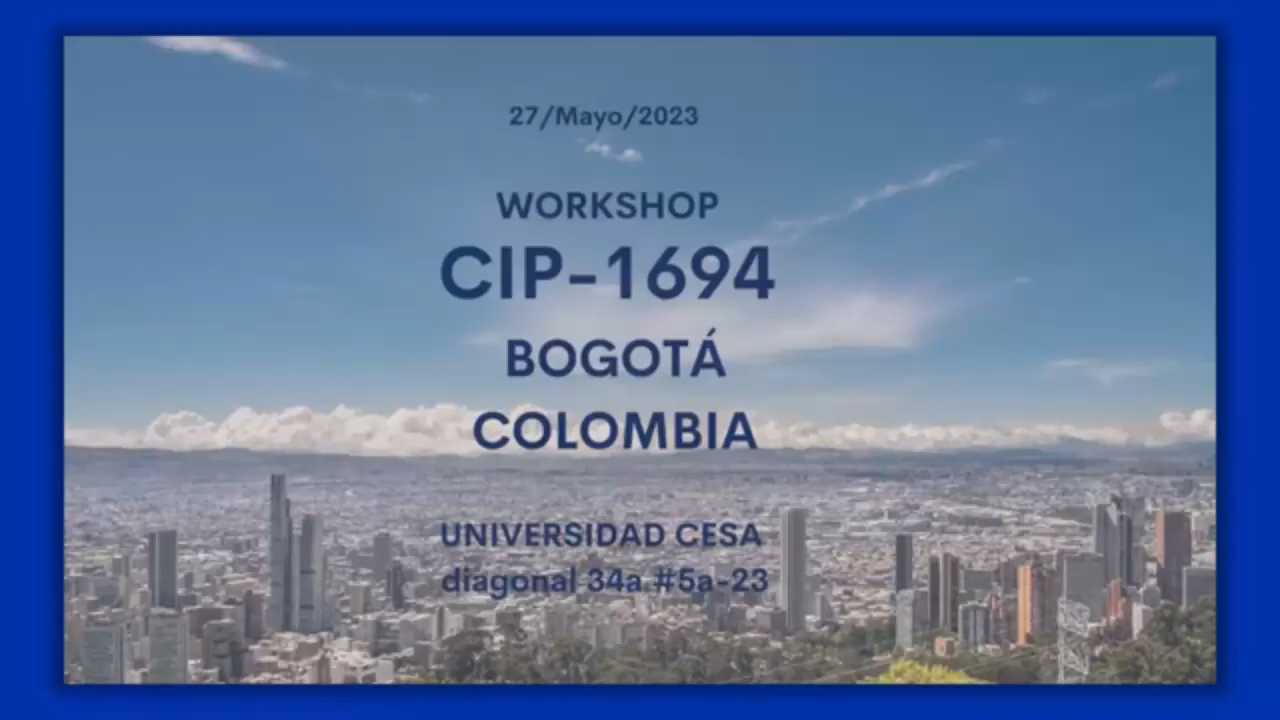 27/Mayo/2023
WORKSHOP
CIP-1694
BOGOTÁ
COLOMBIA
UNIVERSIDAD CESA
diagonal 34a #5a-23